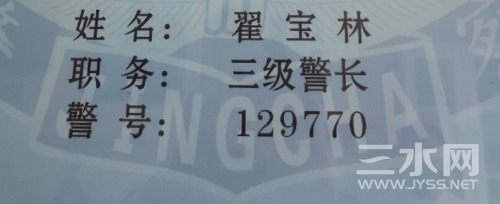 姓名: 翟宝林
职务: 三级警长
警号: 129770
JINGCHA
三水网
WWW.JYSS.NET